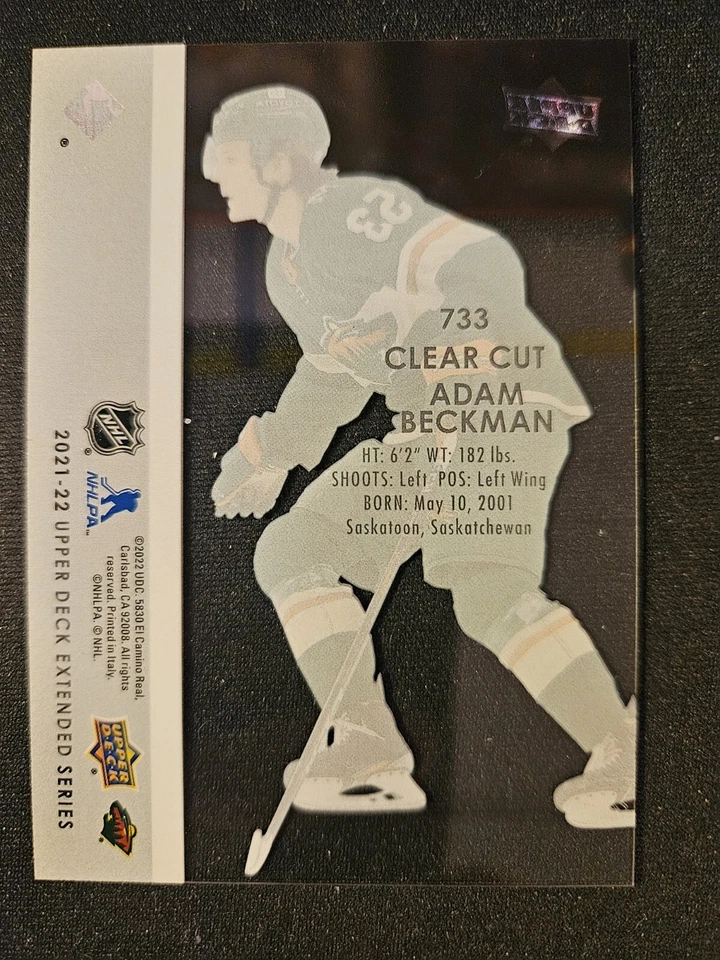 733
CLEAR CUT
ADAM
BECKMAN
HT: 6'2" WT: 182 lbs.
SHOOTS: Left POS: Left Wing
BORN: May 10, 2001
Saskatoon, Saskatchewan
23
®
NHL
®
NHLPA™
©2022 UDC. 5830 El Camino Real,
Carlsbad, CA 92008. All rights
reserved. Printed in Italy.
©NHLPA. © NHL.
UPPER
DECK
®
2021-22 UPPER DECK EXTENDED SERIES